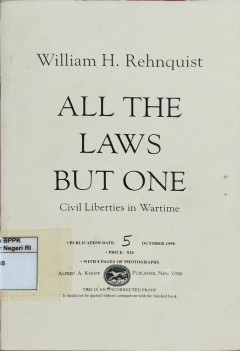 William H. Rehnquist
ALL THE
LAWS
BUT ONE
Civil Liberties in Wartime
BPPK
Negeri RI
• PUBLICATION DATE: 5 OCTOBER 1998
• PRICE: $26
• WITH 8 PAGES OF PHOTOGRAPHS
ALFRED A. KNOPF PUBLISHER, NEW YORK
THIS IS AN UNCORRECTED PROOF
It should not be quoted without comparison with the finished book